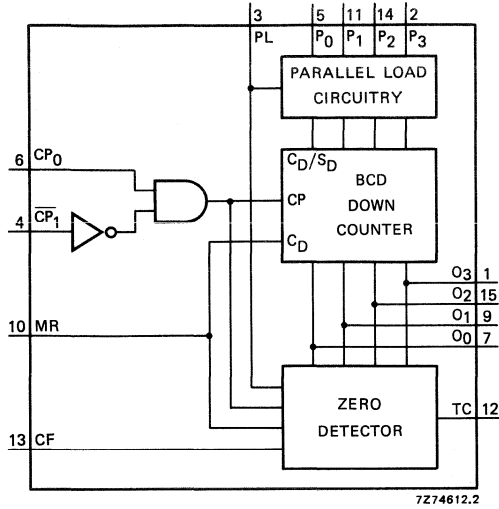 3 5 11 14 2
PL P0 P1 P2 P3
PARALLEL LOAD
CIRCUITRY
6 CP0
CD/SD
BCD
CP
DOWN
4 CP1
COUNTER
CD
O3 1
O2 15
O1 9
10 MR
O0 7
ZERO
TC 12
DETECTOR
13 CF
7Z74612.2